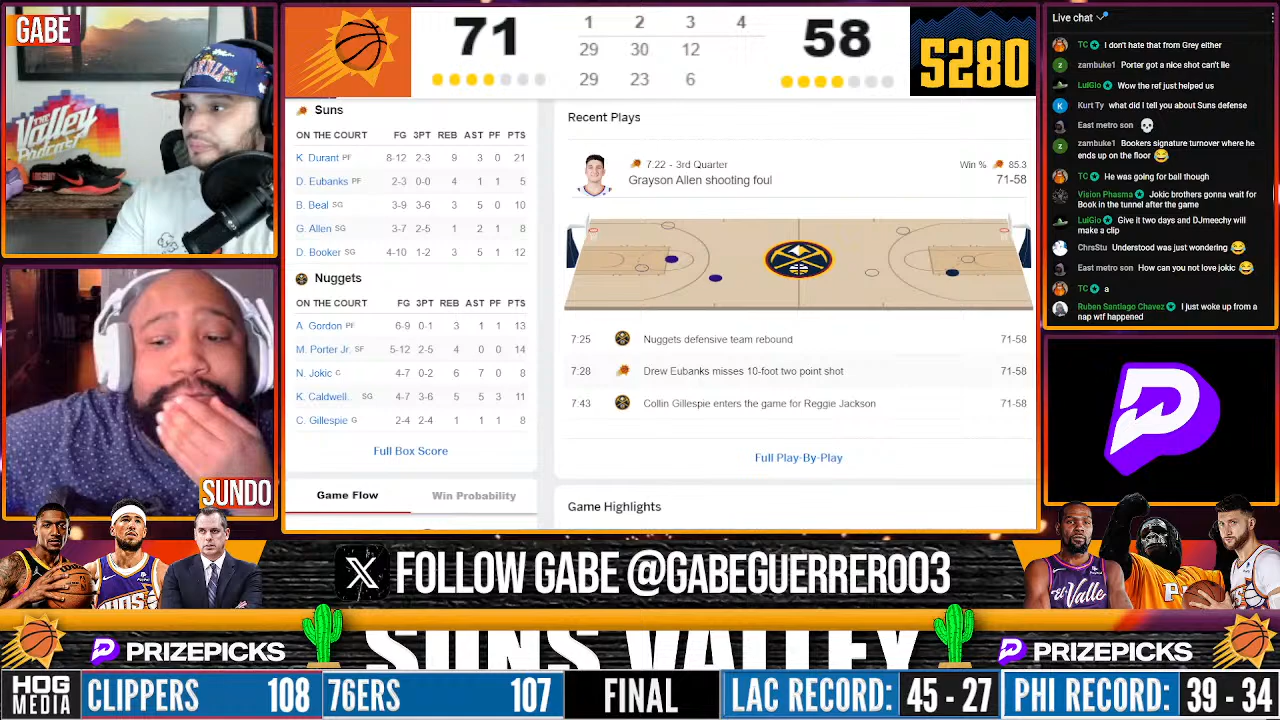 GABE
71
1 2 3 4
29 30 12
29 23 6
58
5280
The Valley
Podcast
SUNDO
Suns
ON THE COURT FG 3PT REB AST PF PTS
K. Durant PF 8-12 2-3 9 3 0 21
D. Eubanks PF 2-3 0-0 4 1 1 5
B. Beal SG 3-9 3-6 3 5 0 10
G. Allen SG 3-7 2-5 1 2 1 8
D. Booker SG 4-10 1-2 3 5 1 12
Nuggets
ON THE COURT FG 3PT REB AST PF PTS
A. Gordon PF 6-9 0-1 3 1 1 13
M. Porter Jr. SF 5-12 2-5 4 0 0 14
N. Jokic C 4-7 0-2 6 7 0 8
K. Caldwell... SG 4-7 3-6 5 5 3 11
C. Gillespie G 2-4 2-4 1 1 1 8
Full Box Score
Game Flow Win Probability
Recent Plays
7:22 - 3rd Quarter Win % 85.3
Grayson Allen shooting foul 71-58
7:25 Nuggets defensive team rebound 71-58
7:28 Drew Eubanks misses 10-foot two point shot 71-58
7:43 Collin Gillespie enters the game for Reggie Jackson 71-58
Full Play-By-Play
Game Highlights
Live chat
TC I don't hate that mr.Grey either
zambuke1 Porter got a nice shot can't lie
LuiGio Wow the ref just helped us
Kurt Ty what did I tell you about Suns defense
East metro son
zambuke1 Bookers signature turnover where he
ends up on the floor
TC He was going for ball though
Vision Phasma Jokic brothers gonna wait for
Book in the tunnel after the game
LuiGio Give it two days and DJmeechy will
make a clip
ChrsStu Understood was just wondering
East metro son How can you not love jokic
TC a
Ruben Santiago Chavez I just woke up from a
nap wtf happened
X FOLLOW GABE @GABEGUERRERO03
PRIZEPICKS SUNS VALLEY PRIZEPICKS
HOG
MEDIA
CLIPPERS 108 76ERS 107 FINAL LAC RECORD: 45 - 27 PHI RECORD: 39 - 34